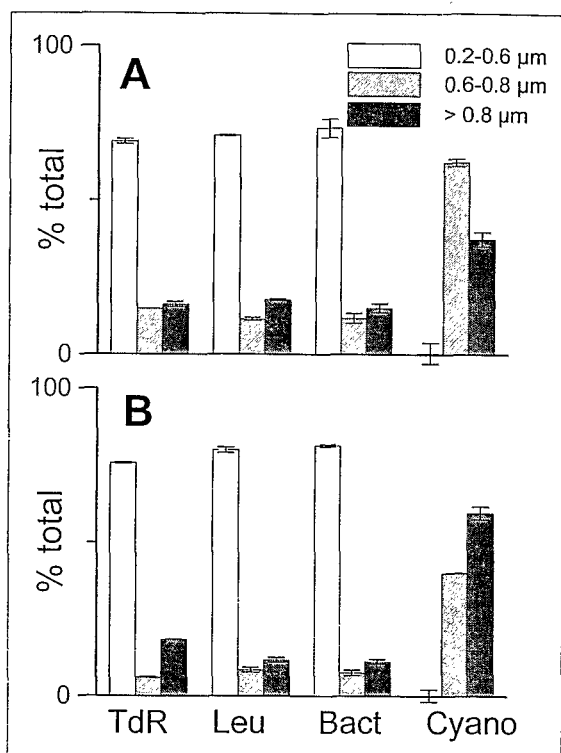 100
A
0.2-0.6 µm
0.6-0.8 µm
> 0.8 µm
% total
0
100
B
% total
0
TdR Leu Bact Cyano